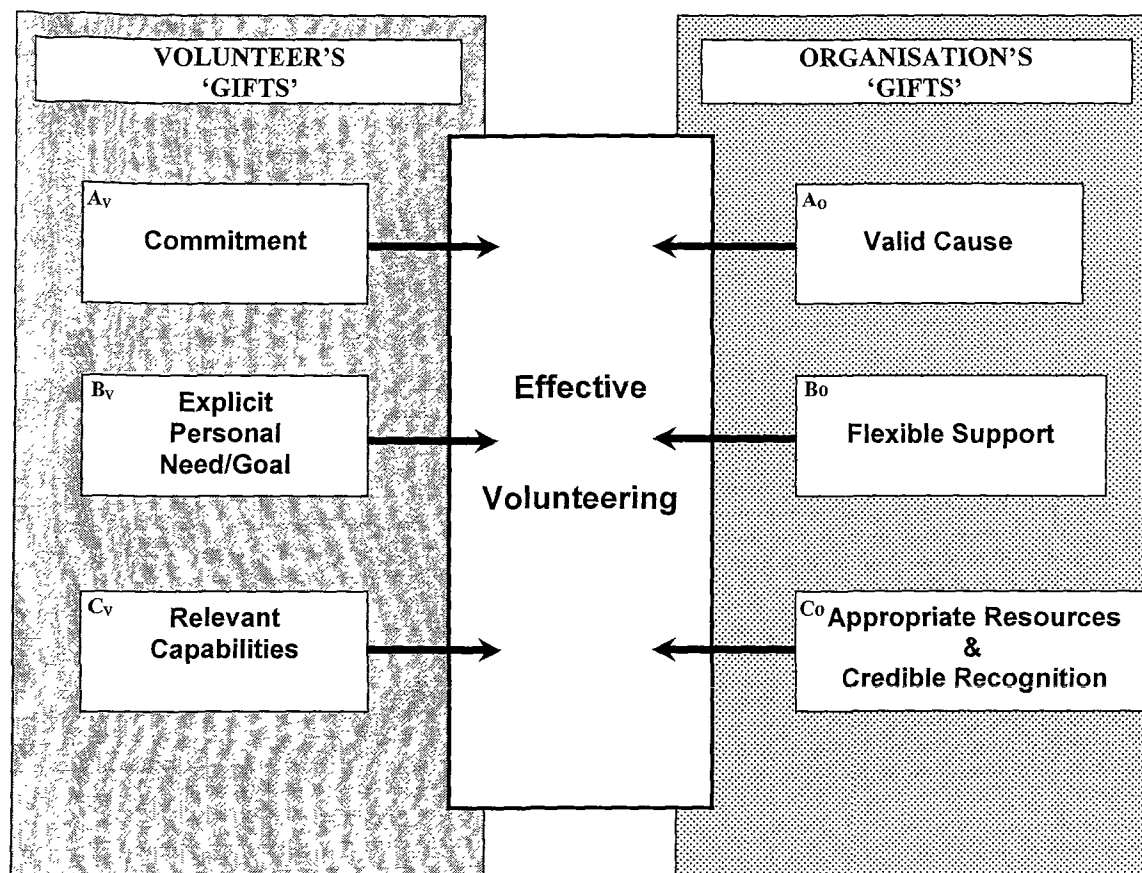 VOLUNTEER'S
‘GIFTS’
ORGANISATION'S
‘GIFTS’
Av
Commitment
Ao
Valid Cause
Bv
Explicit
Personal
Need/Goal
Effective
Volunteering
Bo
Flexible Support
Cv
Relevant
Capabilities
Co
Appropriate Resources
&
Credible Recognition